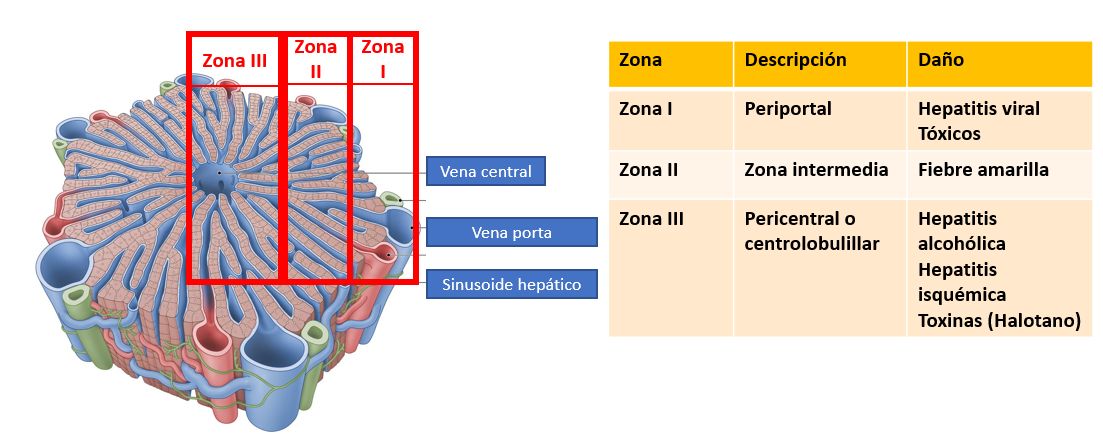 Zona III
Zona
II
Zona
I
Vena central
Vena porta
Sinusoide hepático
Zona Descripción Daño
Zona I Periportal Hepatitis viral
Tóxicos
Zona II Zona intermedia Fiebre amarilla
Zona III Pericentral o Hepatitis
centrolobulillar alcohólica
Hepatitis
isquémica
Toxinas (Halotano)